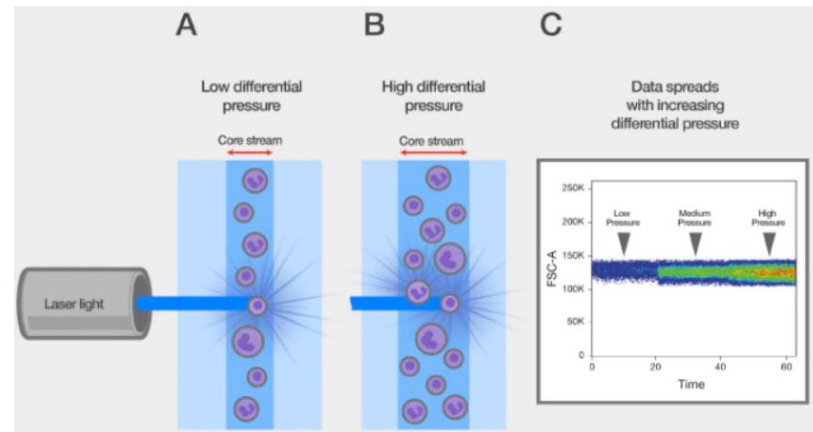 A
B
C
Low differential
pressure
High differential
pressure
Data spreads
with increasing
differential pressure
Core stream
Core stream
Laser light
250K
200K
150K
100K
50K
0
FSC-A
Low
Pressure
Medium
Pressure
High
Pressure
0
20
40
60
Time